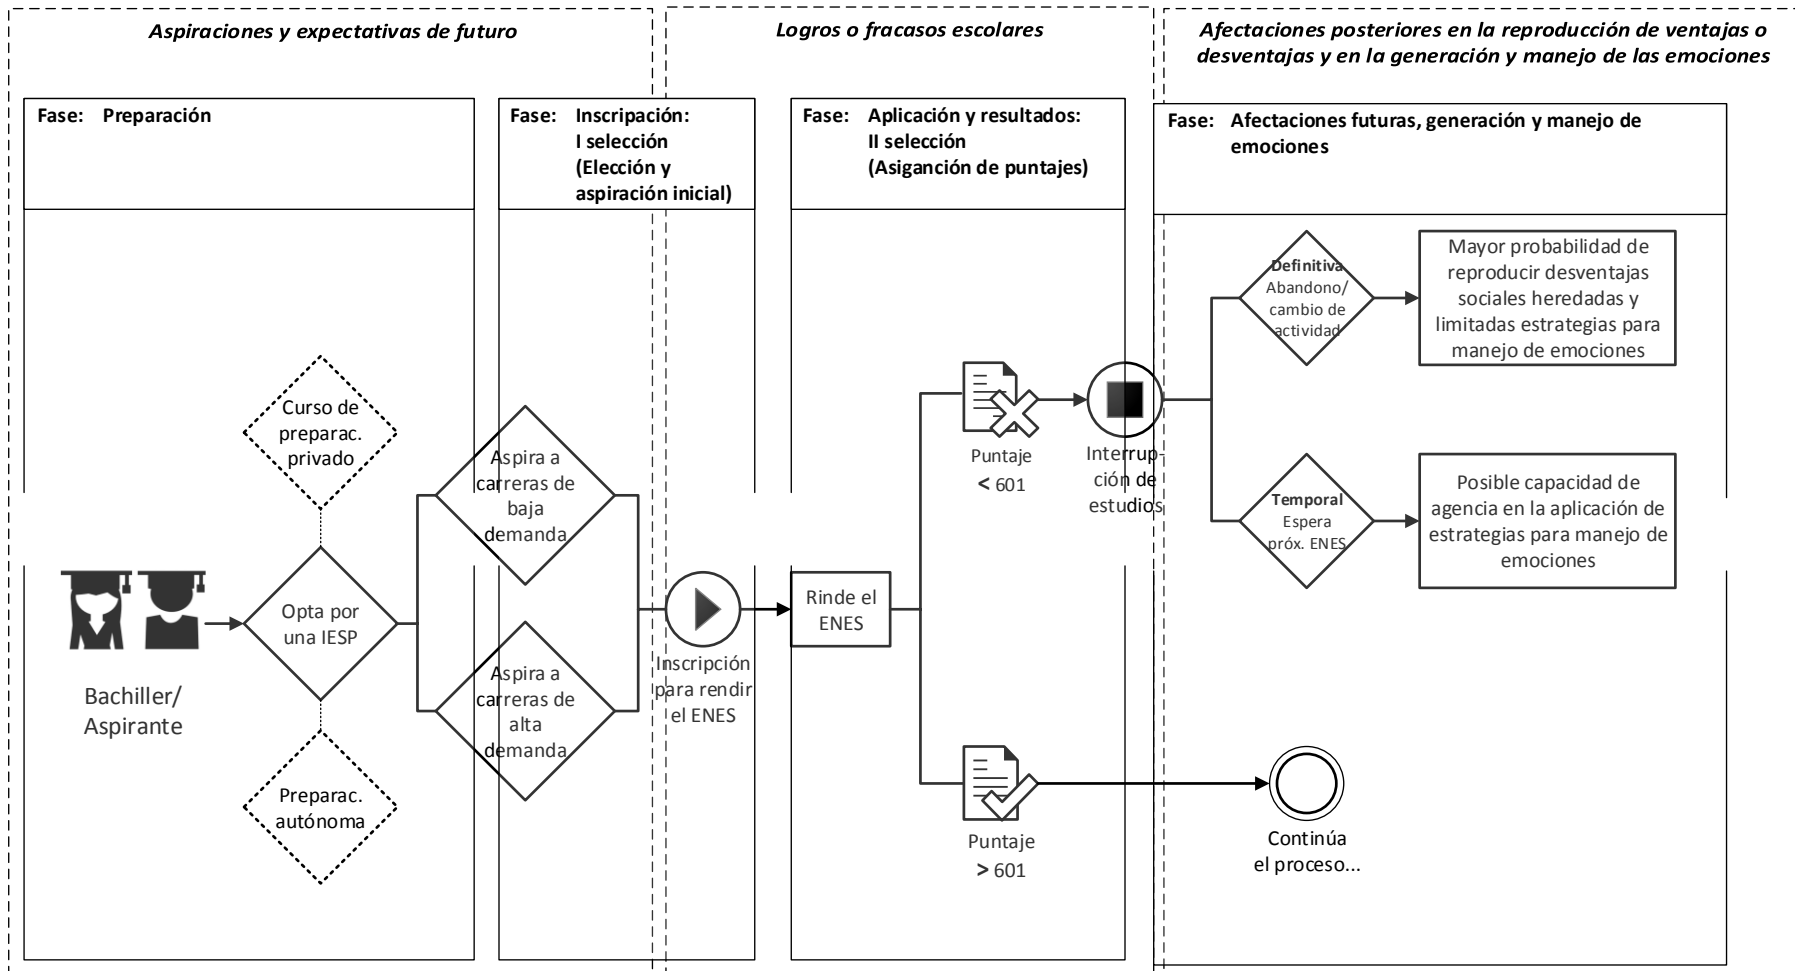 Aspiraciones y expectativas de futuro
Logros o fracasos escolares
Afectaciones posteriores en la reproducción de ventajas o
desventajas y en la generación y manejo de las emociones
Fase: Preparación
Fase: Inscripación:
I selección
(Elección y
aspiración inicial)
Fase: Aplicación y resultados:
II selección
(Asigancíón de puntajes)
Fase: Afectaciones futuras, generación y manejo de
emociones
Bachiller/
Aspirante
Curso de
preparac.
privado
Opta por
una IESP
Preparac.
autónoma
Aspira a
carreras de
baja
demanda
Aspira a
carreras de
alta
demanda
Inscripción
para rendir
el ENES
Rinde el
ENES
Puntaje
< 601
Puntaje
> 601
Interrup-
ción de
estudios
Definitiva
Abandono/
cambio de
actividad
Mayor probabilidad de
reproducir desventajas
sociales heredadas y
limitadas estrategias para
manejo de emociones
Temporal
Espera
próx. ENES
Posible capacidad de
agencia en la aplicación de
estrategias para manejo de
emociones
Continúa
el proceso...